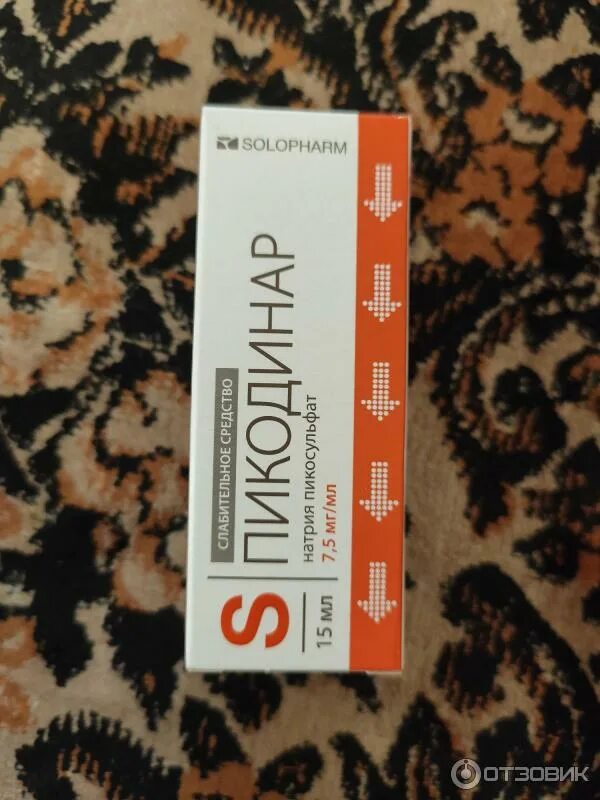 SOLOPHARM
СЛАБИТЕЛЬНОЕ СРЕДСТВО
S ПИКОДИНАР
натрия пикосульфат
15 мл 7,5 мг/мл
ОТЗОВИК